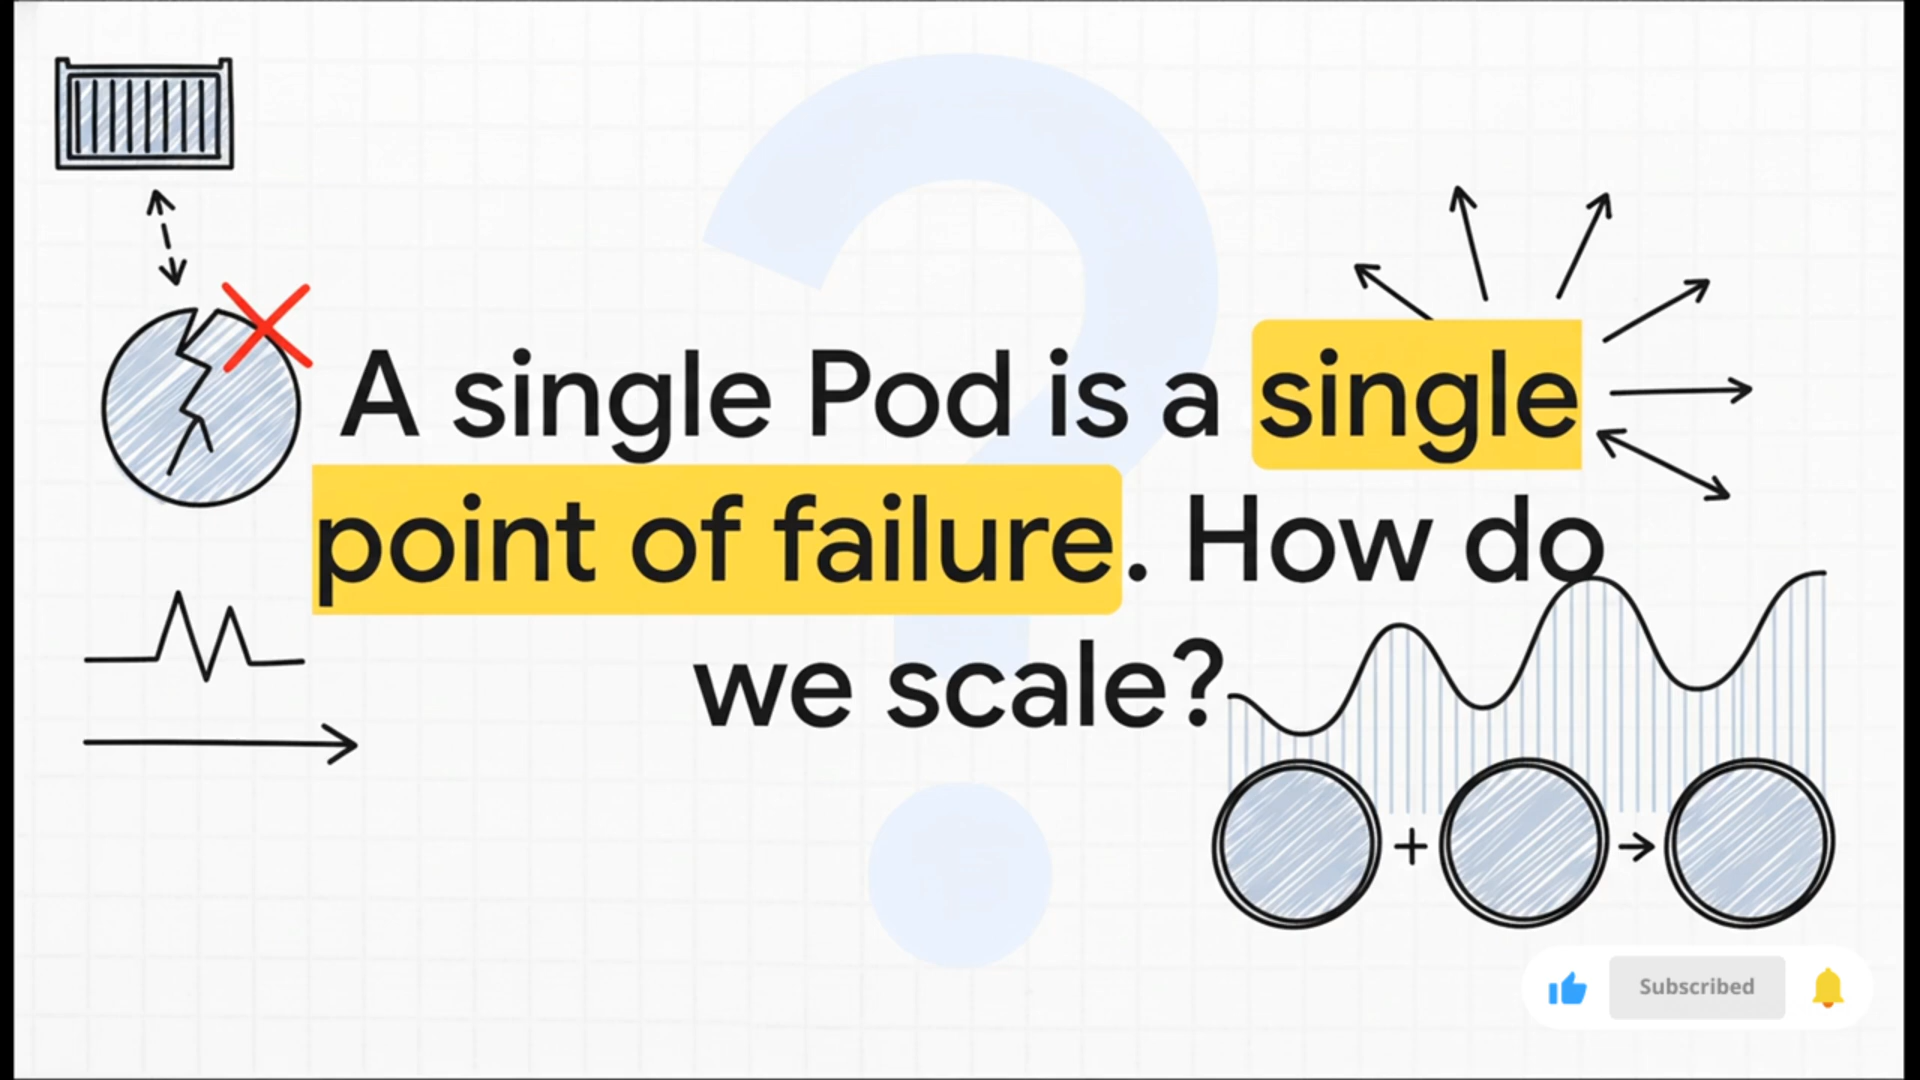 A single Pod is a single
point of failure. How do
we scale?
Subscribed